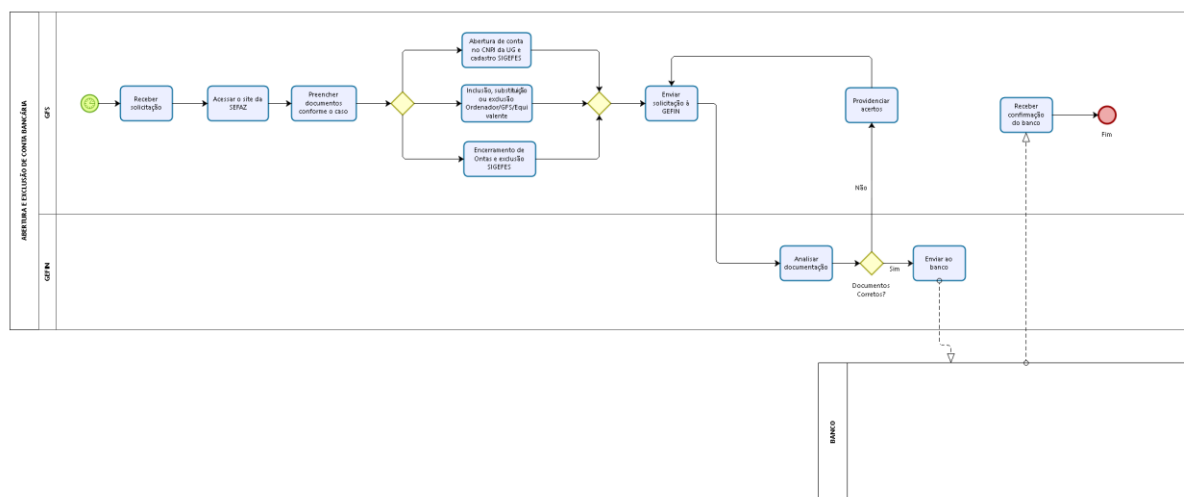 ABERTURA E EXCLUSÃO DE CONTA BANCÁRIA
GFS
Receber
solicitação
Acessar o site da
SEFAZ
Preencher
documentos
conforme o caso
Abertura de conta
no CNPJ da UG e
cadastro SIGEFES
Inclusão, substituição
ou exclusão
Ordenador/GFS/Equi
valente
Encerramento de
Ontas e exclusão
SIGEFES
Enviar
solicitação à
GEFIN
Providenciar
acertos
Receber
confirmação
do banco
Fim
Não
GEFIN
Analisar
documentação
Documentos
Corretos?
Sim
Enviar ao
banco
BANCO